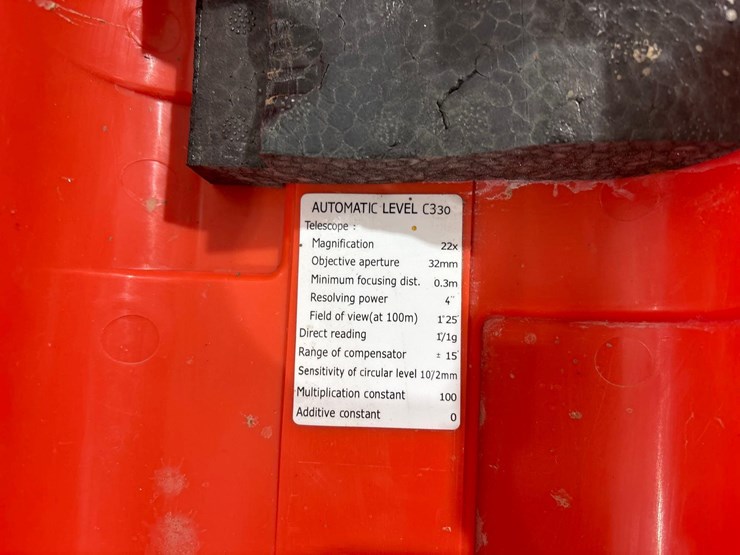 AUTOMATIC LEVEL C330
Telescope :
Magnification 22x
Objective aperture 32mm
Minimum focusing dist. 0.3m
Resolving power 4"
Field of view(at 100m) 1°25'
Direct reading 1°/1g
Range of compensator ± 15'
Sensitivity of circular level 10'/2mm
Multiplication constant 100
Additive constant 0